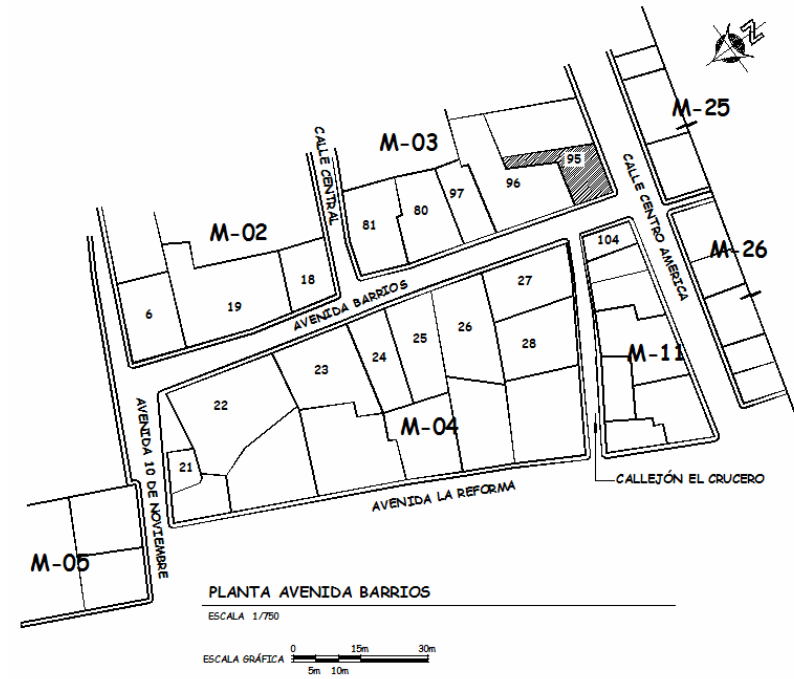 Z
M-25
M-03
CALLE CENTRAL
95
CALLE CENTRO AMÉRICA
96
97
80
81
M-02
104
M-26
18
27
6
19
AVENIDA BARRIOS
26
25
28
24
23
M-11
22
M-04
21
AVENIDA 10 DE NOVIEMBRE
CALLEJÓN EL CRUCERO
AVENIDA LA REFORMA
M-05
PLANTA AVENIDA BARRIOS
ESCALA 1/750
ESCALA GRÁFICA
0 15m 30m
5m 10m